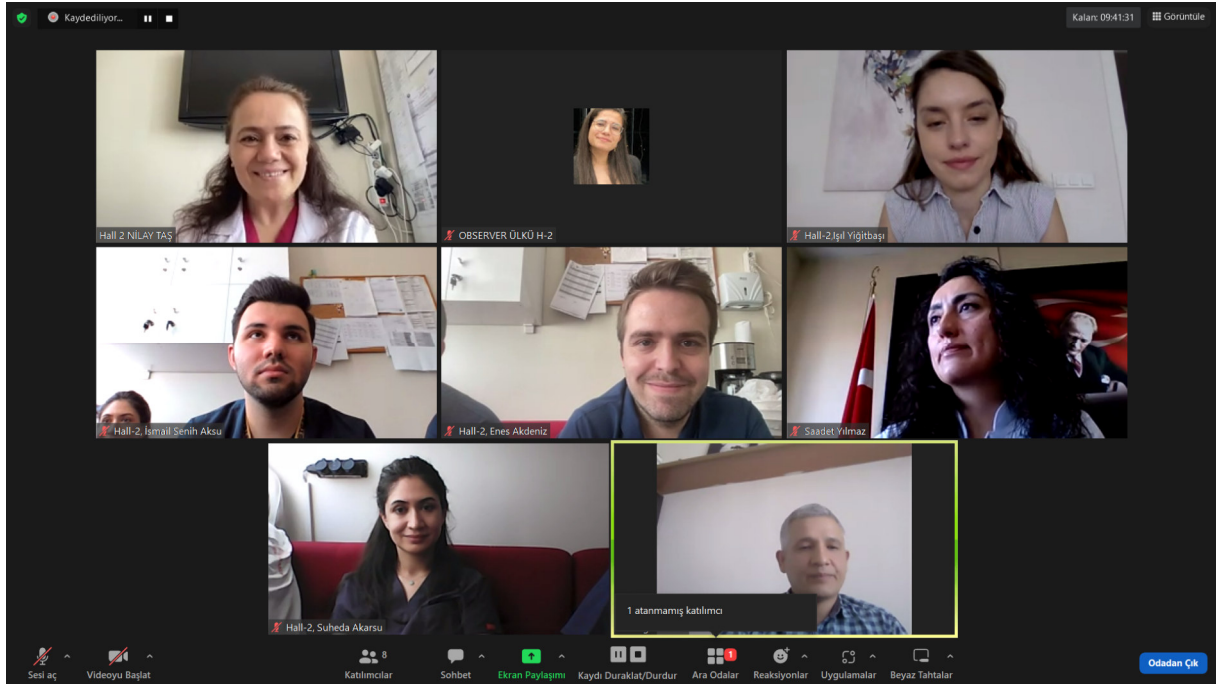 Kaydediliyor...
Kalan: 09:41:31
Görüntüle
Hall 2 NİLAY TAŞ
OBSERVER ÜLKÜ H-2
Hall-2.Işıl Yiğitbaşı
Hall-2, İsmail Senih Aksu
Hall-2, Enes Akdeniz
Saadet Yılmaz
Hall-2, Suheda Akarsu
1 atanmamış katılımcı
8
1
Sesi aç
Videoyu Başlat
Katılımcılar
Sohbet
Ekran Paylaşımı
Kaydı Duraklat/Durdur
Ara Odalar
Reaksiyonlar
Uygulamalar
Beyaz Tahtalar
Odadan Çık